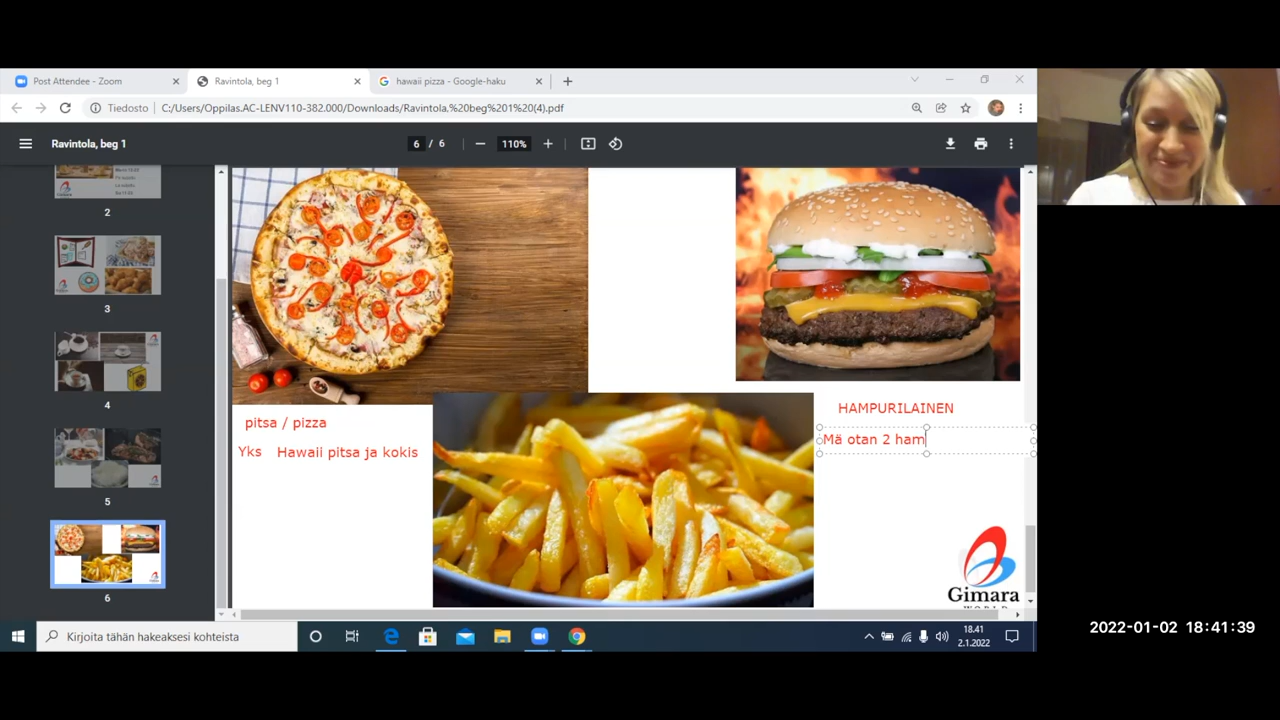 Post Attendee - Zoom
Ravintola, beg 1
hawaii pizza - Google-haku
Tiedosto
C:/Users/Oppilas.AC-LENV110-382.000/Downloads/Ravintola,%20beg%201%20(4).pdf
Ravintola, beg 1
6 / 6
110%
2
3
4
5
6
pitsa / pizza
Yks Hawaii pitsa ja kokis
HAMPURILAINEN
Mä otan 2 ham
Gimara
Kirjoita tähän hakeaksesi kohteista
18.41
2.1.2022
2022-01-02 18:41:39